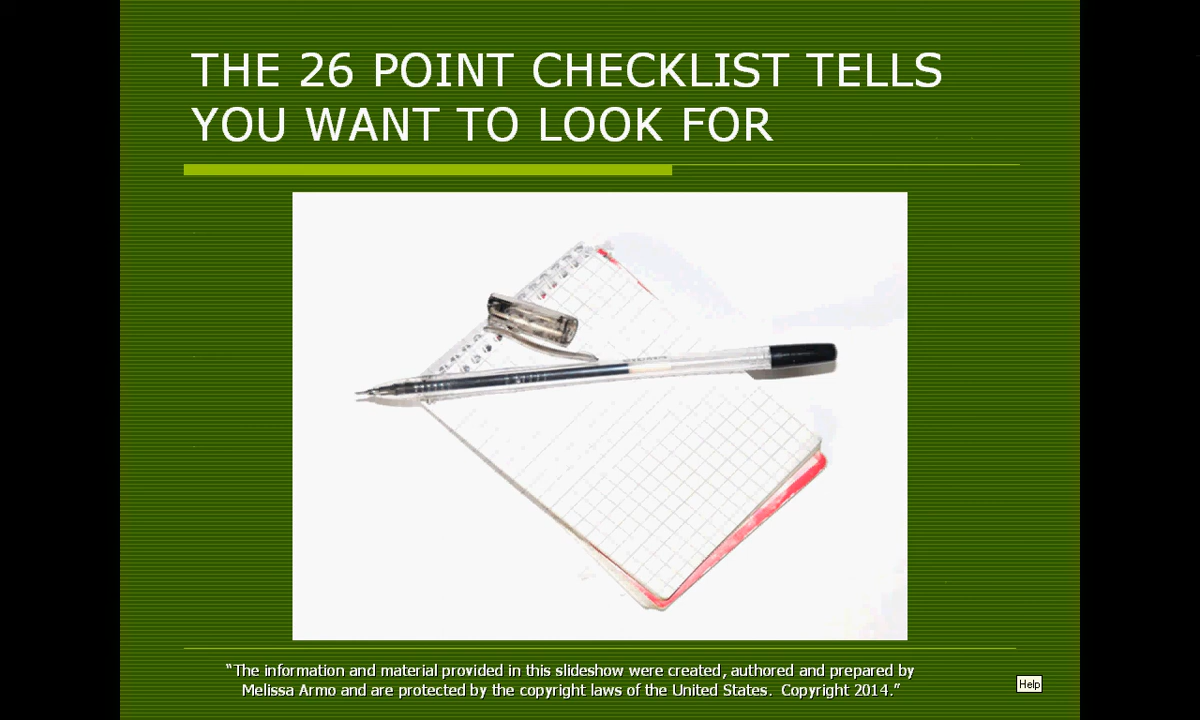 THE 26 POINT CHECKLIST TELLS
YOU WANT TO LOOK FOR
“The information and material provided in this slideshow were created, authored and prepared by
Melissa Armo and are protected by the copyright laws of the United States.  Copyright 2014.”
Help